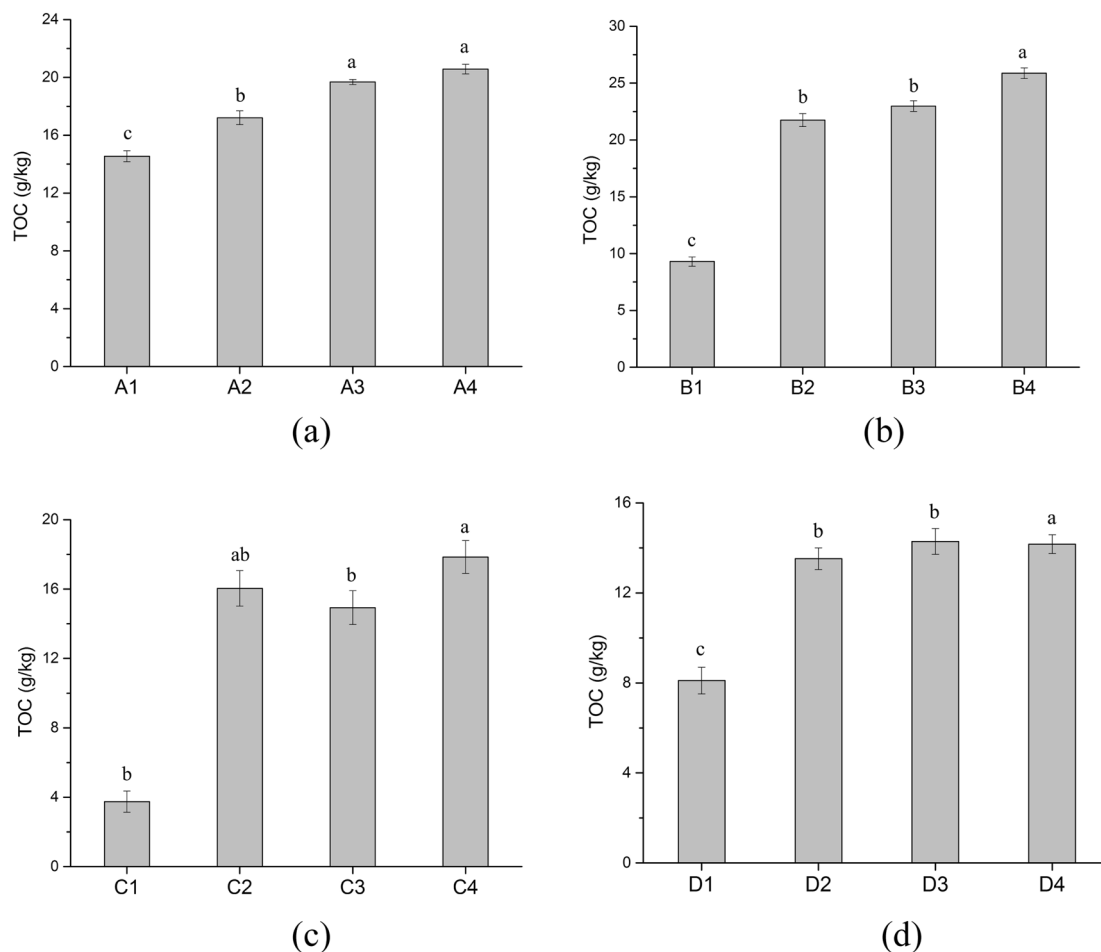 24
20
16
12
8
4
0
TOC (g/kg)
c
b
a
a
A1 A2 A3 A4
(a)
30
25
20
15
10
5
0
TOC (g/kg)
c
b
b
a
B1 B2 B3 B4
(b)
20
16
12
8
4
0
TOC (g/kg)
b
ab
b
a
C1 C2 C3 C4
(c)
16
12
8
4
0
TOC (g/kg)
c
b
b
a
D1 D2 D3 D4
(d)